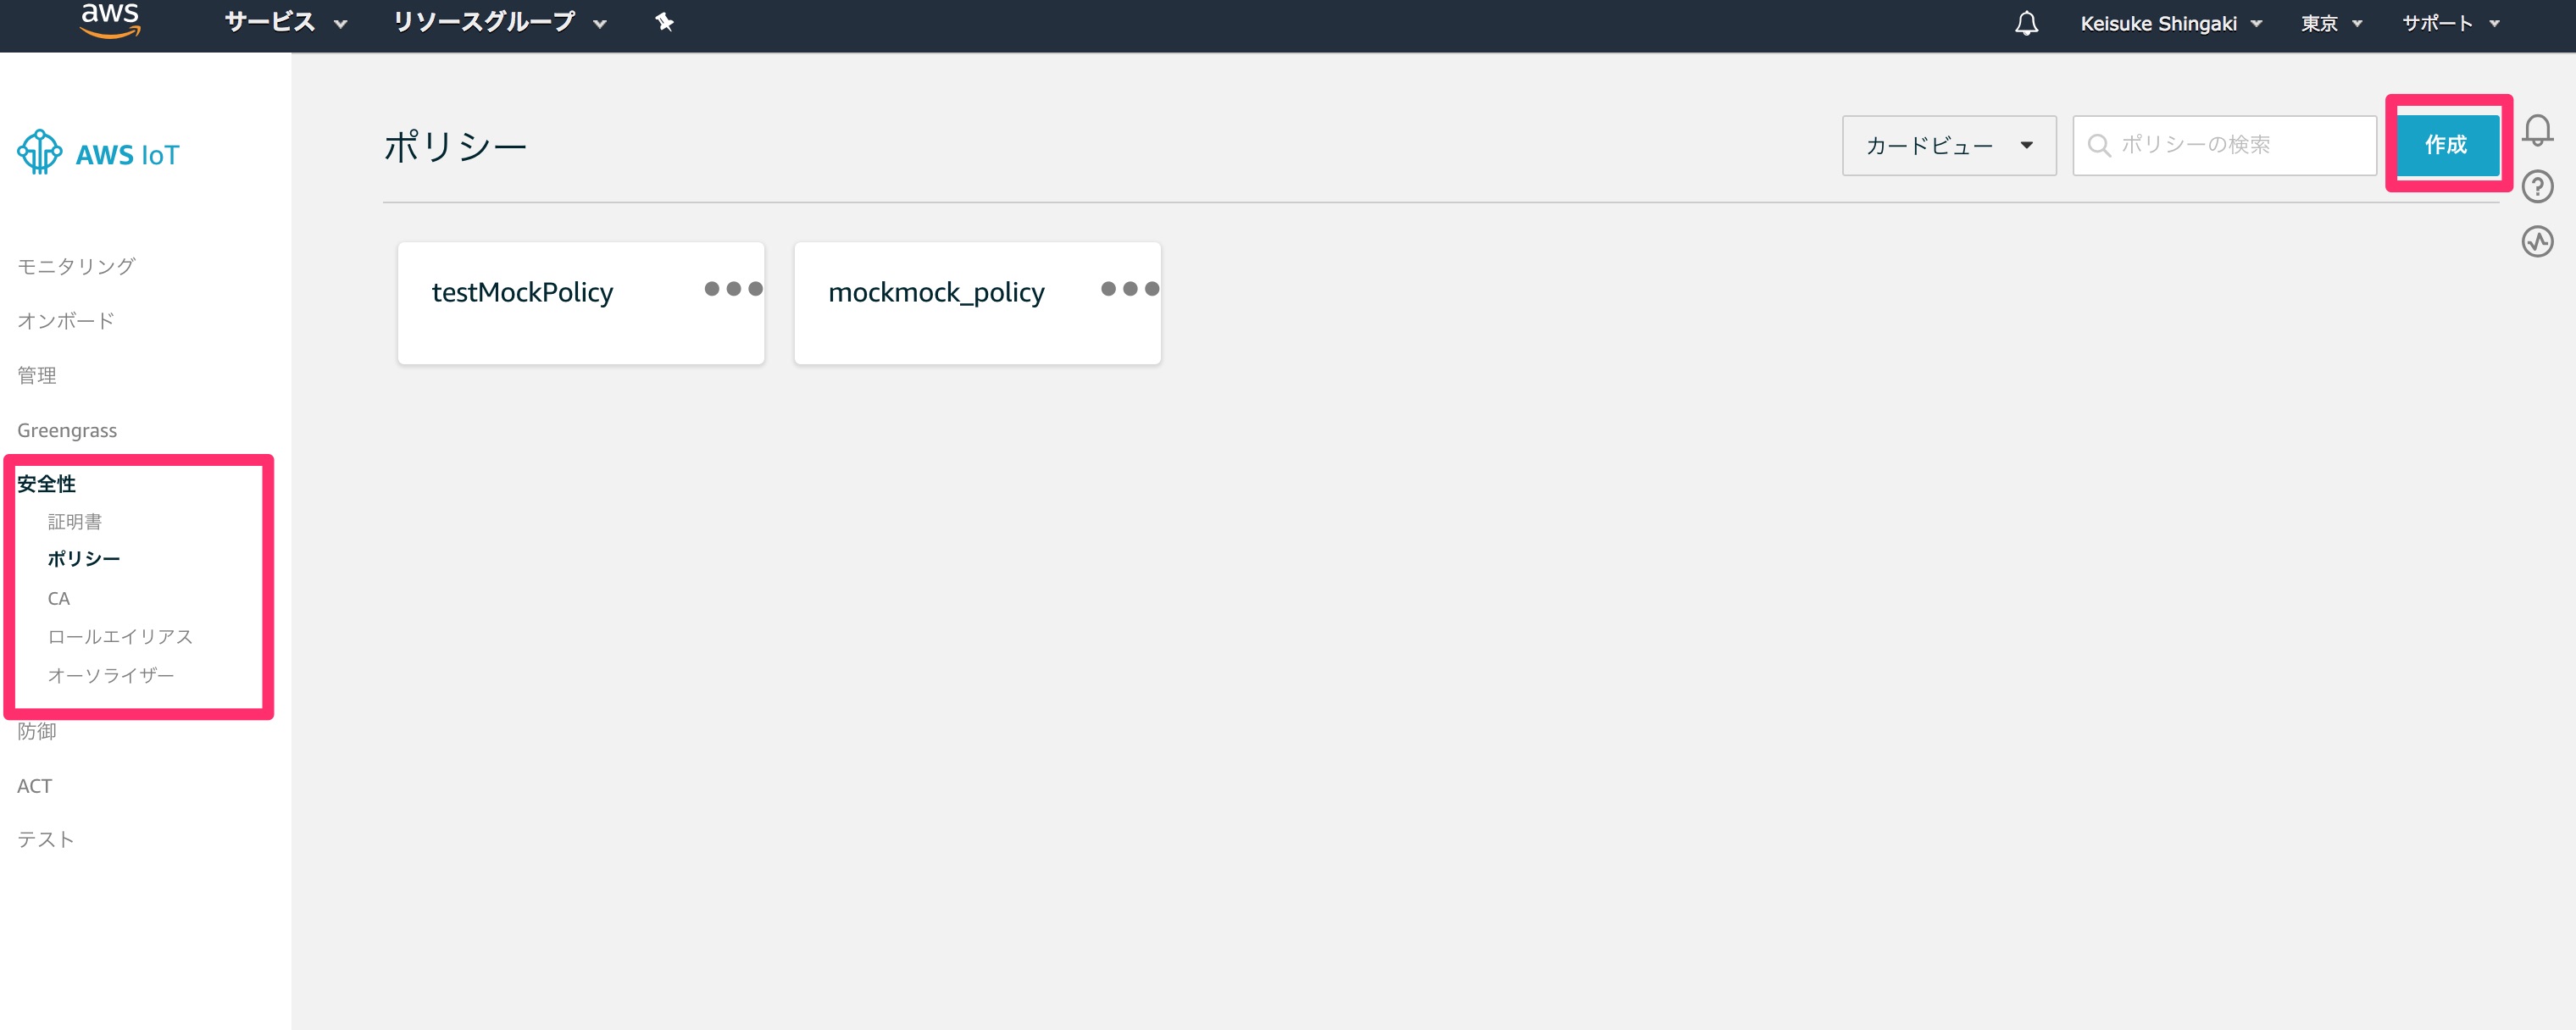 aws サービス リソースグループ Keisuke Shingaki 東京 サポート
AWS IoT
モニタリング
オンボード
管理
Greengrass
安全性
証明書
ポリシー
CA
ロールエイリアス
オーソライザー
防御
ACT
テスト
ポリシー カードビュー ポリシーの検索 作成
testMockPolicy mockmock_policy